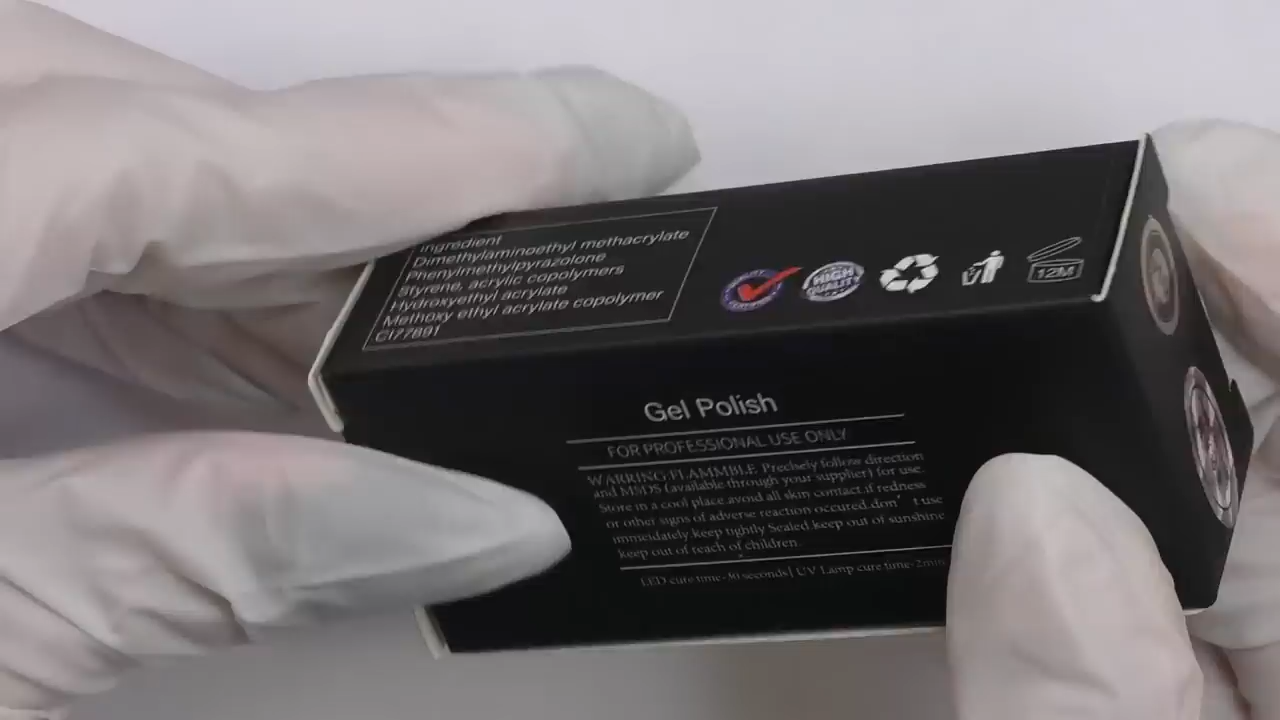 Ingredient
Dimethylaminoethyl methacrylate
Phenylmethylpyrazolone
Styrene, acrylic copolymers
Hydroxyethyl acrylate
Methoxy ethyl acrylate copolymer
CI77891
HIGH
QUALITY
12M
Gel Polish
FOR PROFESSIONAL USE ONLY
WARRING FLAMMBLE Precisely follow direction
and MSDS (available through your supplier) for use.
Store in a cool place.avoid all skin contact.if redness
or other signs of adverse reaction occured.don' t use
immeidately.keep tightly Sealed.keep out of sunshine
keep out of reach of children.
LED cure time- seconds| UV Lamp cure time-2min